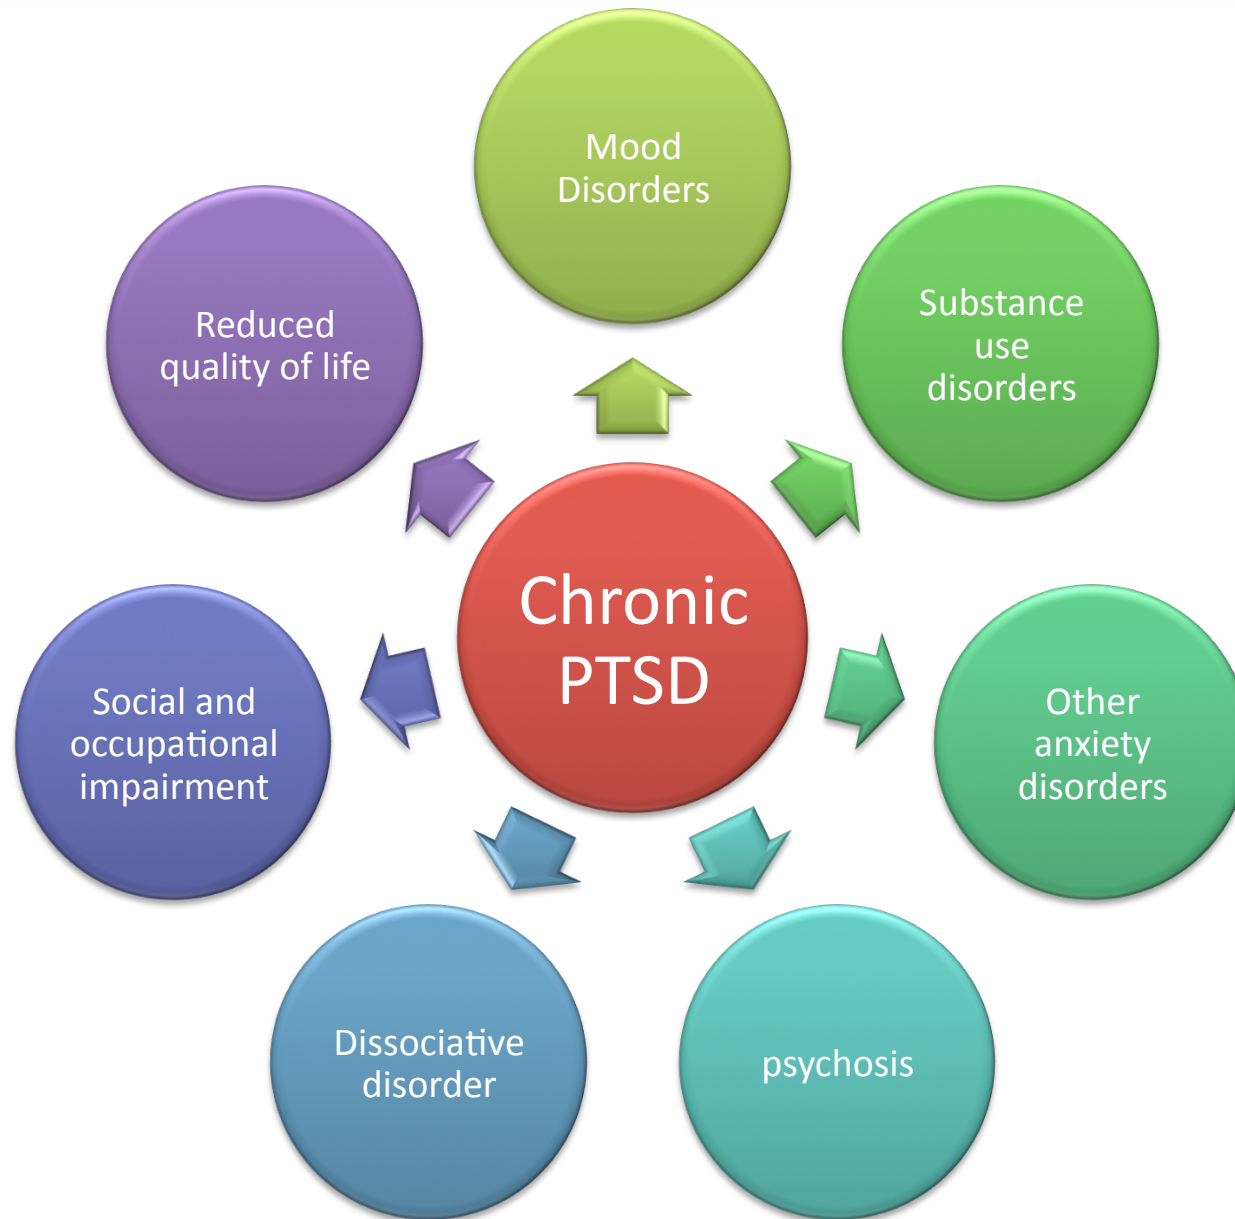 Mood
Disorders
Substance
use
disorders
Other
anxiety
disorders
psychosis
Dissociative
disorder
Social and
occupational
impairment
Reduced
quality of life
Chronic
PTSD